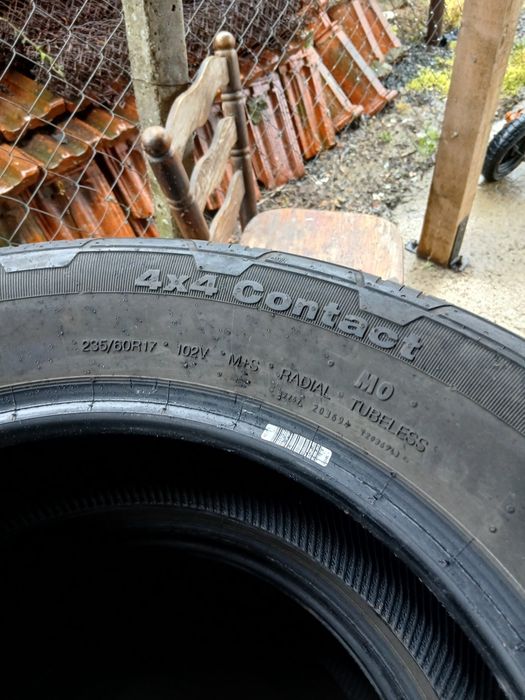 4x4 Contact
235/60R17 102V M+S RADIAL TUBELESS
MO